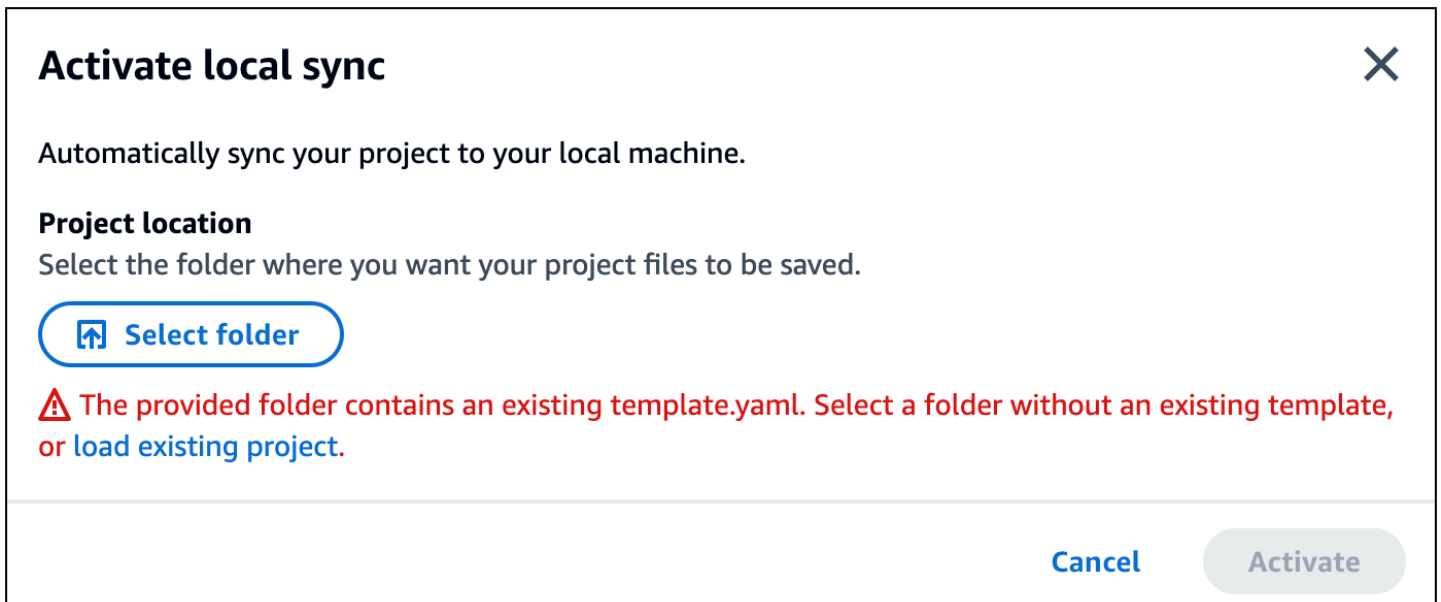 Activate local sync
Automatically sync your project to your local machine.
Project location
Select the folder where you want your project files to be saved.
Select folder
The provided folder contains an existing template.yaml. Select a folder without an existing template,
or load existing project.
Cancel
Activate